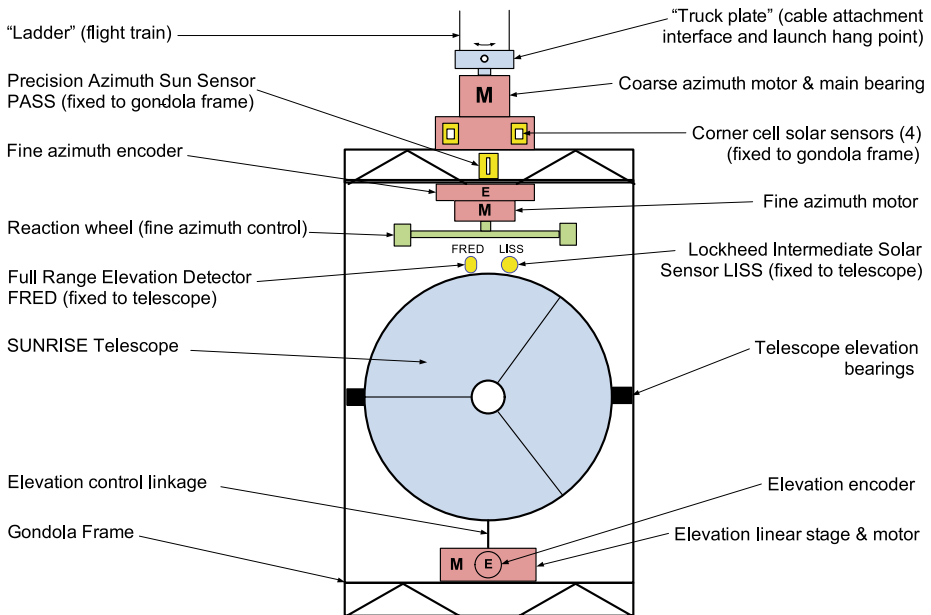 “Ladder” (flight train)
“Truck plate” (cable attachment
interface and launch hang point)
Precision Azimuth Sun Sensor
PASS (fixed to gondola frame)
M
Coarse azimuth motor & main bearing
Corner cell solar sensors (4)
(fixed to gondola frame)
Fine azimuth encoder
E
M
Fine azimuth motor
Reaction wheel (fine azimuth control)
FRED
LISS
Lockheed Intermediate Solar
Sensor LISS (fixed to telescope)
Full Range Elevation Detector
FRED (fixed to telescope)
SUNRISE Telescope
Telescope elevation
bearings
Elevation control linkage
Elevation encoder
Gondola Frame
M
E
Elevation linear stage & motor